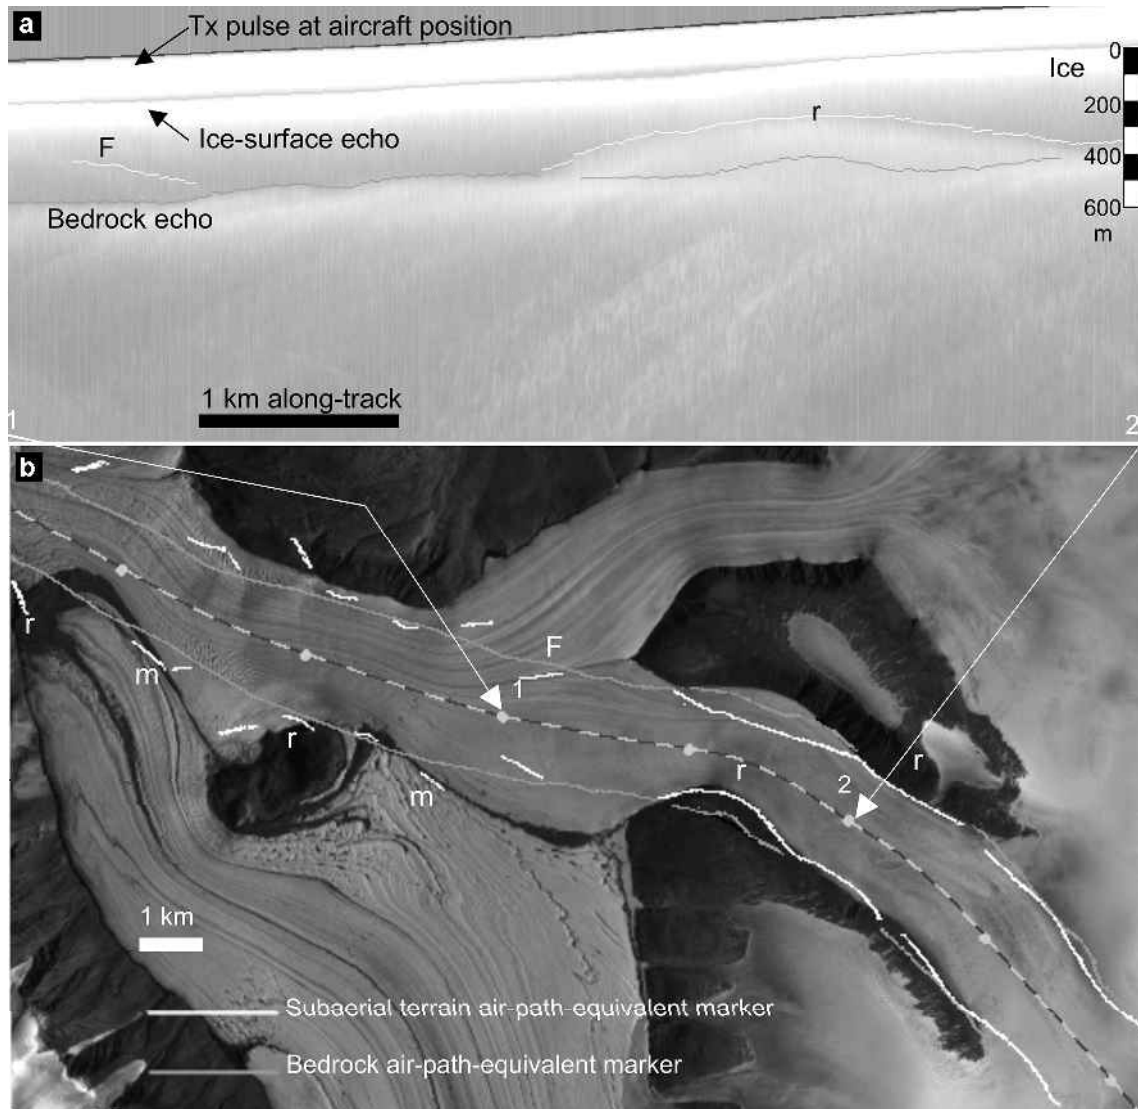 a
Tx pulse at aircraft position
0
Ice
200
r
Ice-surface echo
F
400
Bedrock echo
600
m
1 km along-track
1
2
b
F
r
1
m
r
r
r
2
m
1 km
Subaerial terrain air-path-equivalent marker
Bedrock air-path-equivalent marker